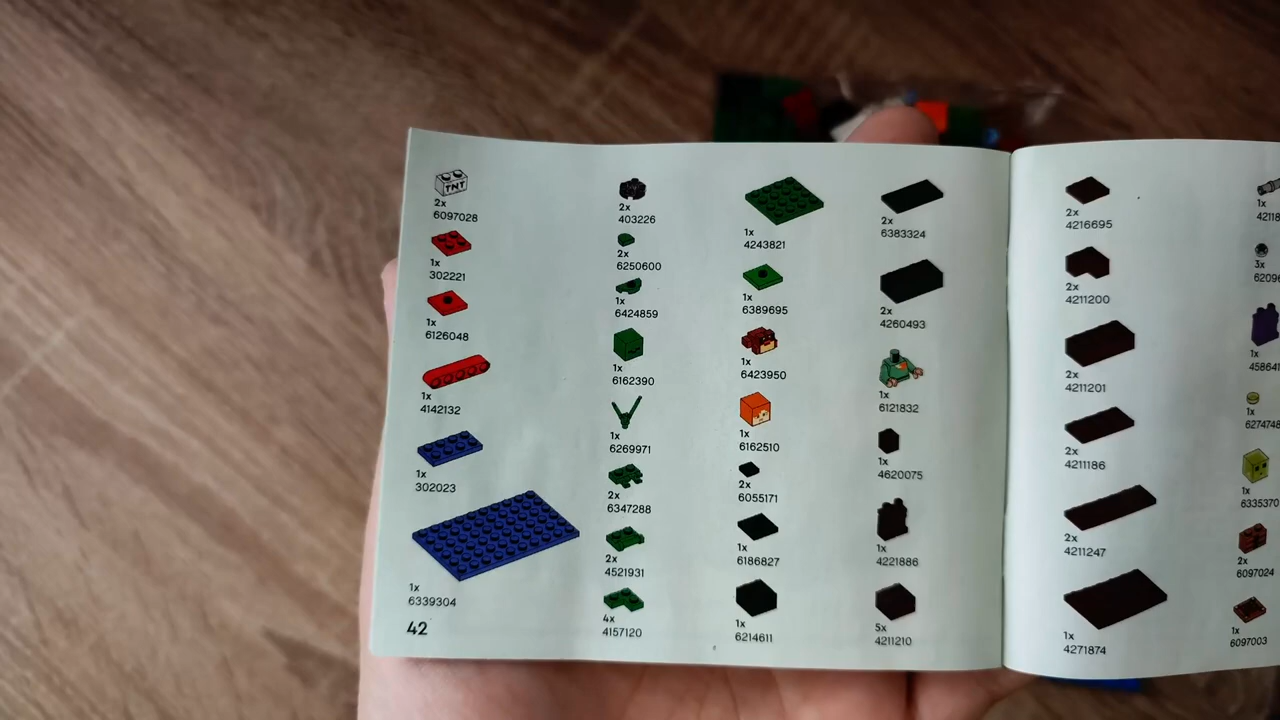 TNT
2x
6097028
1x
302221
1x
6126048
1x
4142132
1x
302023
1x
6339304
42
2x
403226
2x
6250600
1x
6424859
1x
6162390
1x
6269971
2x
6347288
2x
4521931
4x
4157120
1x
4243821
1x
6389695
1x
6423950
1x
6162510
2x
6055171
1x
6186827
1x
6214611
2x
6383324
2x
4260493
1x
6121832
1x
4620075
1x
4221886
5x
4211210
2x
4216695
2x
4211200
2x
4211201
2x
4211186
2x
4211247
1x
4271874
1x
42118
3x
62096
1x
458641
1x
6274748
1x
6335370
2x
6097024
1x
6097003